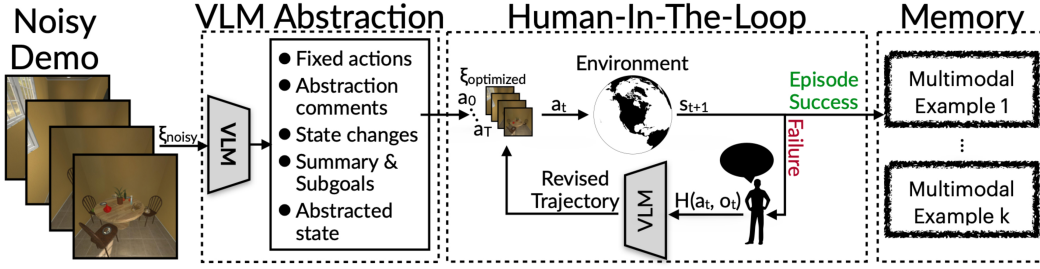 Noisy
Demo
ξnoisy
VLM Abstraction
VLM
● Fixed actions
● Abstraction
comments
● State changes
● Summary &
Subgoals
● Abstracted
state
Human-In-The-Loop
ξoptimized
a0
aT
at
Environment
st+1
Episode
Success
Failure
H(at, ot)
VLM
Revised
Trajectory
Memory
Multimodal
Example 1
...
Multimodal
Example k